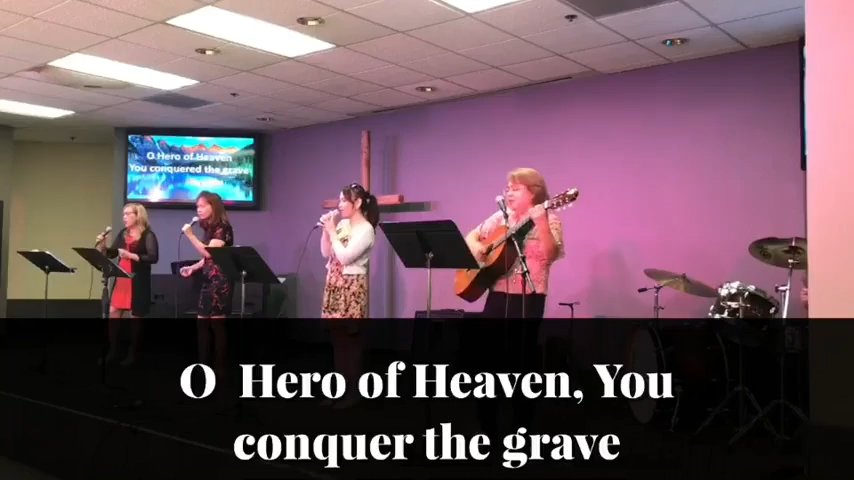 O Hero of Heaven
You conquered the grave
O Hero of Heaven, You
conquer the grave